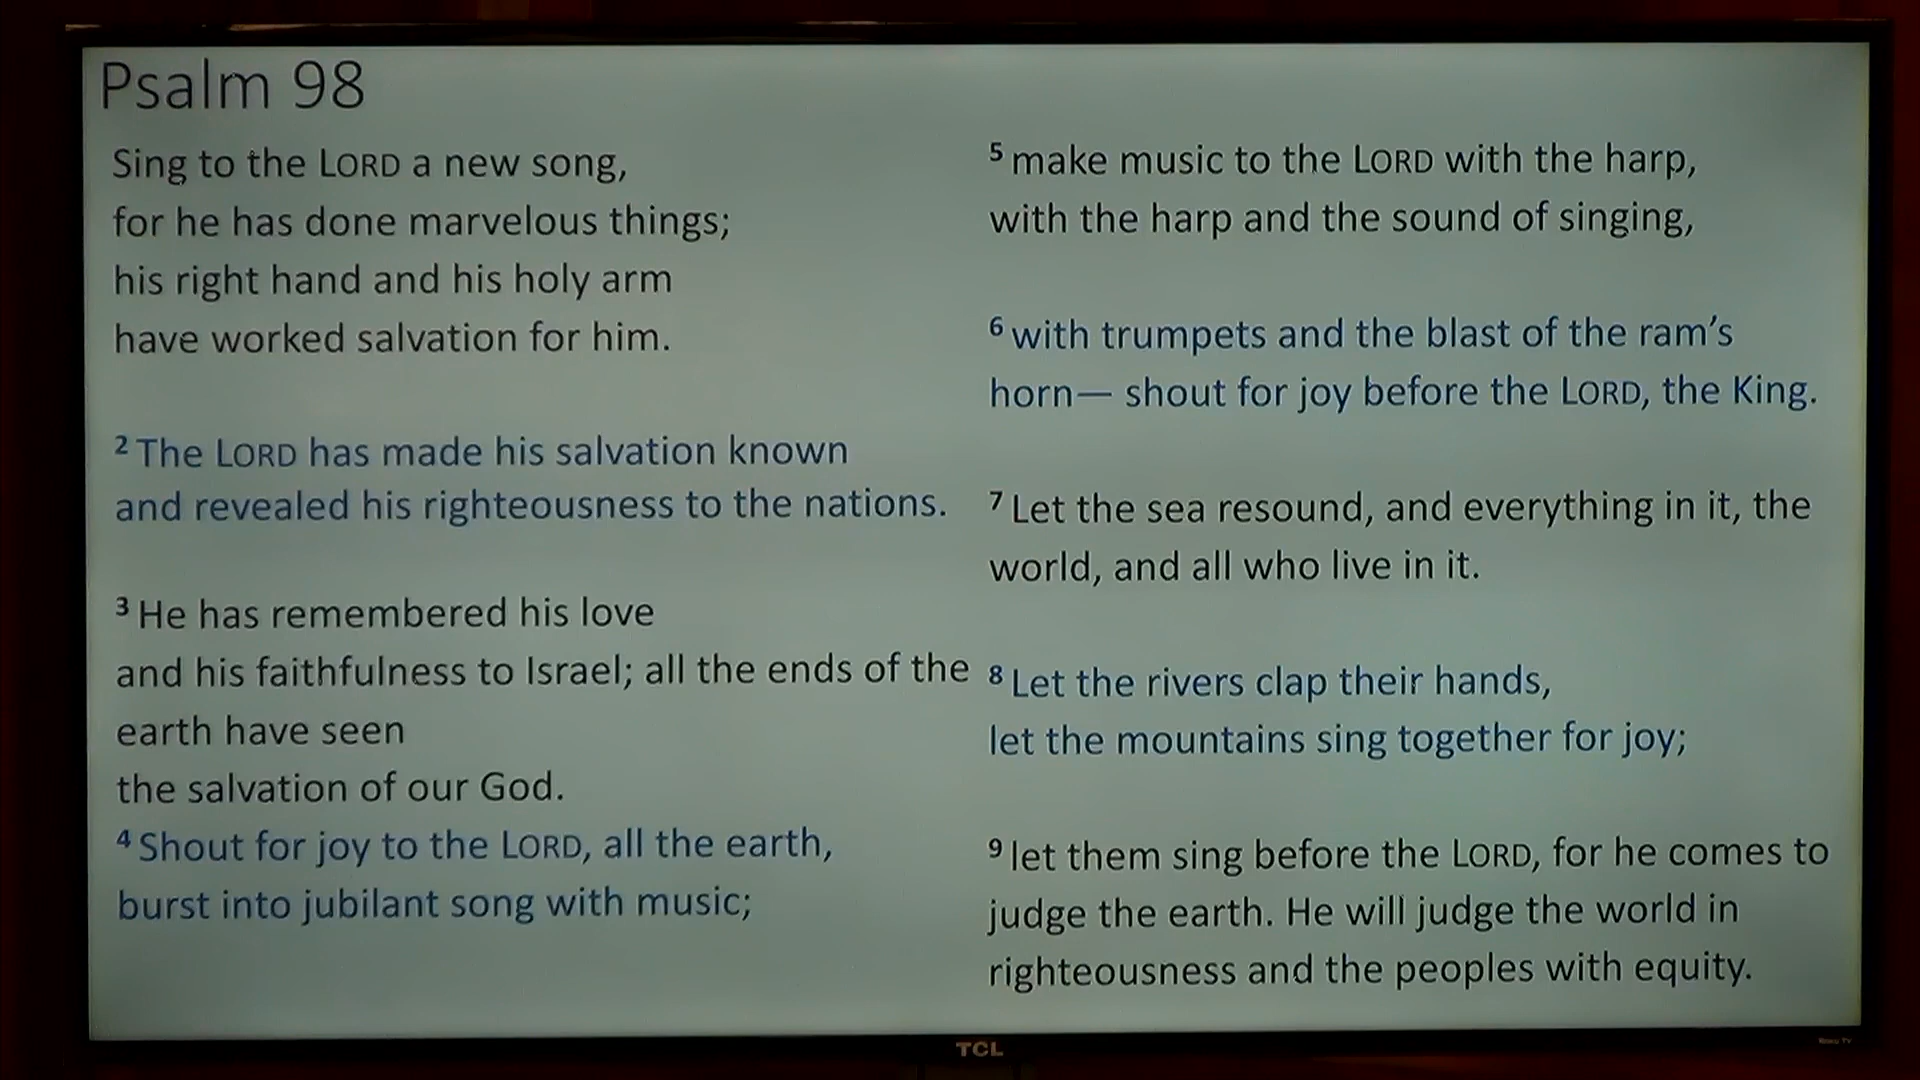 Psalm 98
Sing to the LORD a new song,
for he has done marvelous things;
his right hand and his holy arm
have worked salvation for him.
2 The LORD has made his salvation known
and revealed his righteousness to the nations.
3 He has remembered his love
and his faithfulness to Israel; all the ends of the
earth have seen
the salvation of our God.
4 Shout for joy to the LORD, all the earth,
burst into jubilant song with music;
5 make music to the LORD with the harp,
with the harp and the sound of singing,
6 with trumpets and the blast of the ram’s
horn— shout for joy before the LORD, the King.
7 Let the sea resound, and everything in it, the
world, and all who live in it.
8 Let the rivers clap their hands,
let the mountains sing together for joy;
9 let them sing before the LORD, for he comes to
judge the earth. He will judge the world in
righteousness and the peoples with equity.
TCL
Roku TV